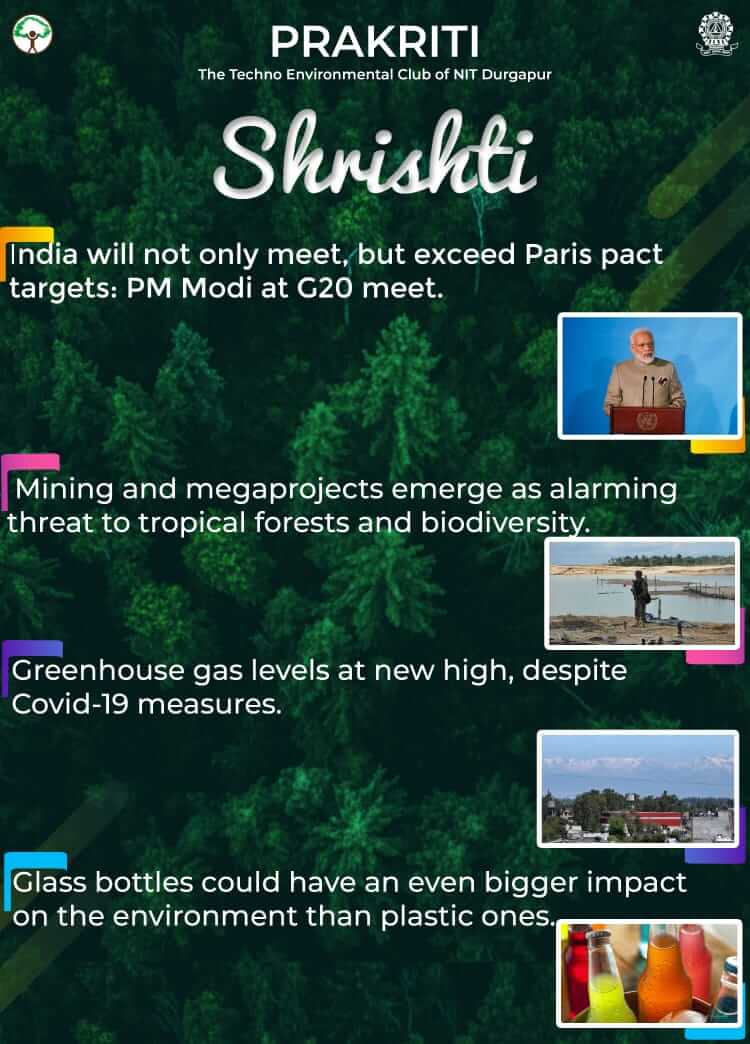 PRAKRITI
The Techno Environmental Club of NIT Durgapur
Shrishti
India will not only meet, but exceed Paris pact
targets: PM Modi at G20 meet.
Mining and megaprojects emerge as alarming
threat to tropical forests and biodiversity.
Greenhouse gas levels at new high, despite
Covid-19 measures.
Glass bottles could have an even bigger impact
on the environment than plastic ones.